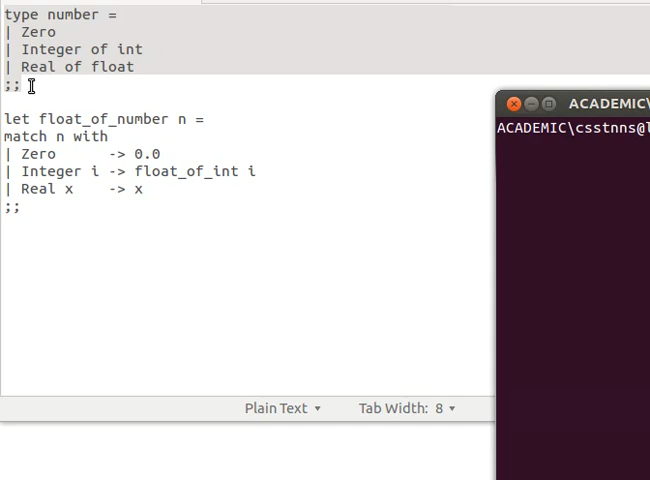 type number =
| Zero
| Integer of int
| Real of float
;;
let float_of_number n =
match n with
| Zero      -> 0.0
| Integer i -> float_of_int i
| Real x    -> x
;;
ACADEMIC\
ACADEMIC\csstnns@l
Plain Text Tab Width: 8